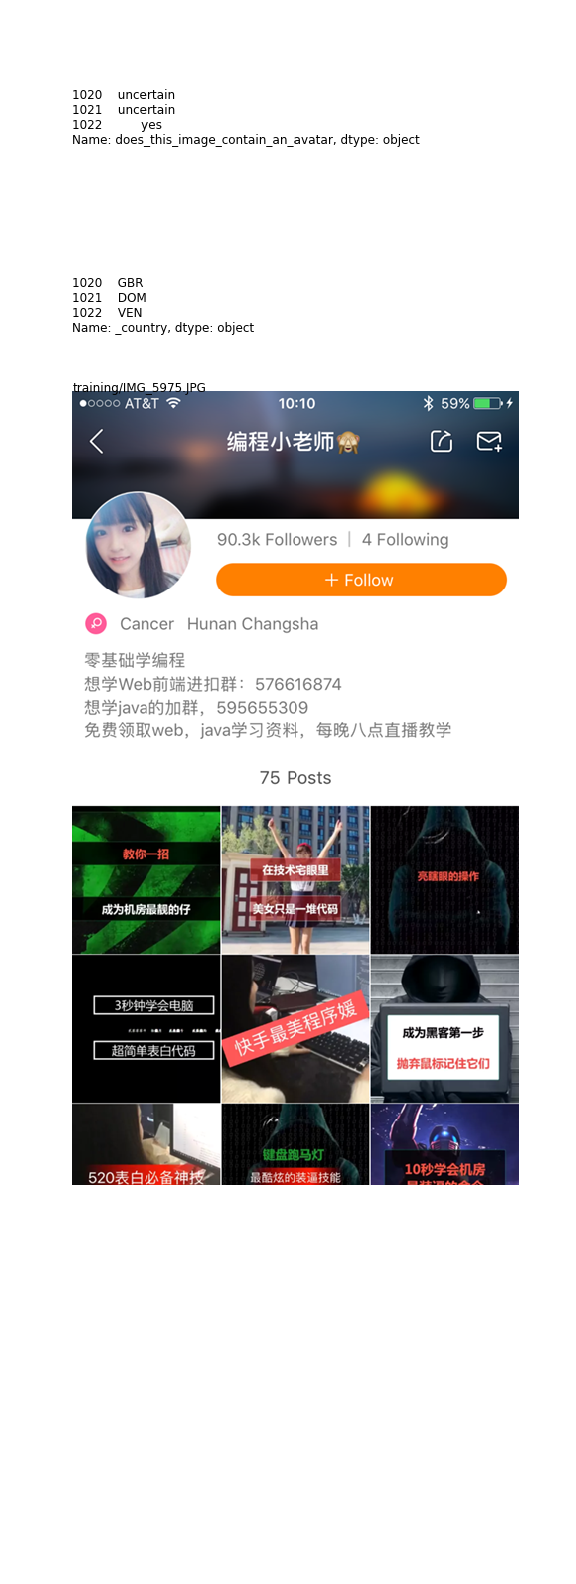 1020 uncertain
1021 uncertain
1022 yes
Name: does_this_image_contain_an_avatar, dtype: object
1020 GBR
1021 DOM
1022 VEN
Name: _country, dtype: object
training/IMG_5975.JPG
AT&T 10:10 59%
编程小老师🙈
90.3k Followers | 4 Following
+ Follow
Cancer Hunan Changsha
零基础学编程
想学Web前端进扣群：576616874
想学java的加群，595655309
免费领取web，java学习资料，每晚八点直播教学
75 Posts
教你一招
成为机房最靓的仔
在技术宅眼里
美女只是一堆代码
亮瞎眼的操作
3秒钟学会电脑
超简单表白代码
快手最美程序媛
成为黑客第一步
抛弃鼠标记住它们
520表白必备神技
键盘跑马灯
最酷炫的装逼技能
10秒学会机房